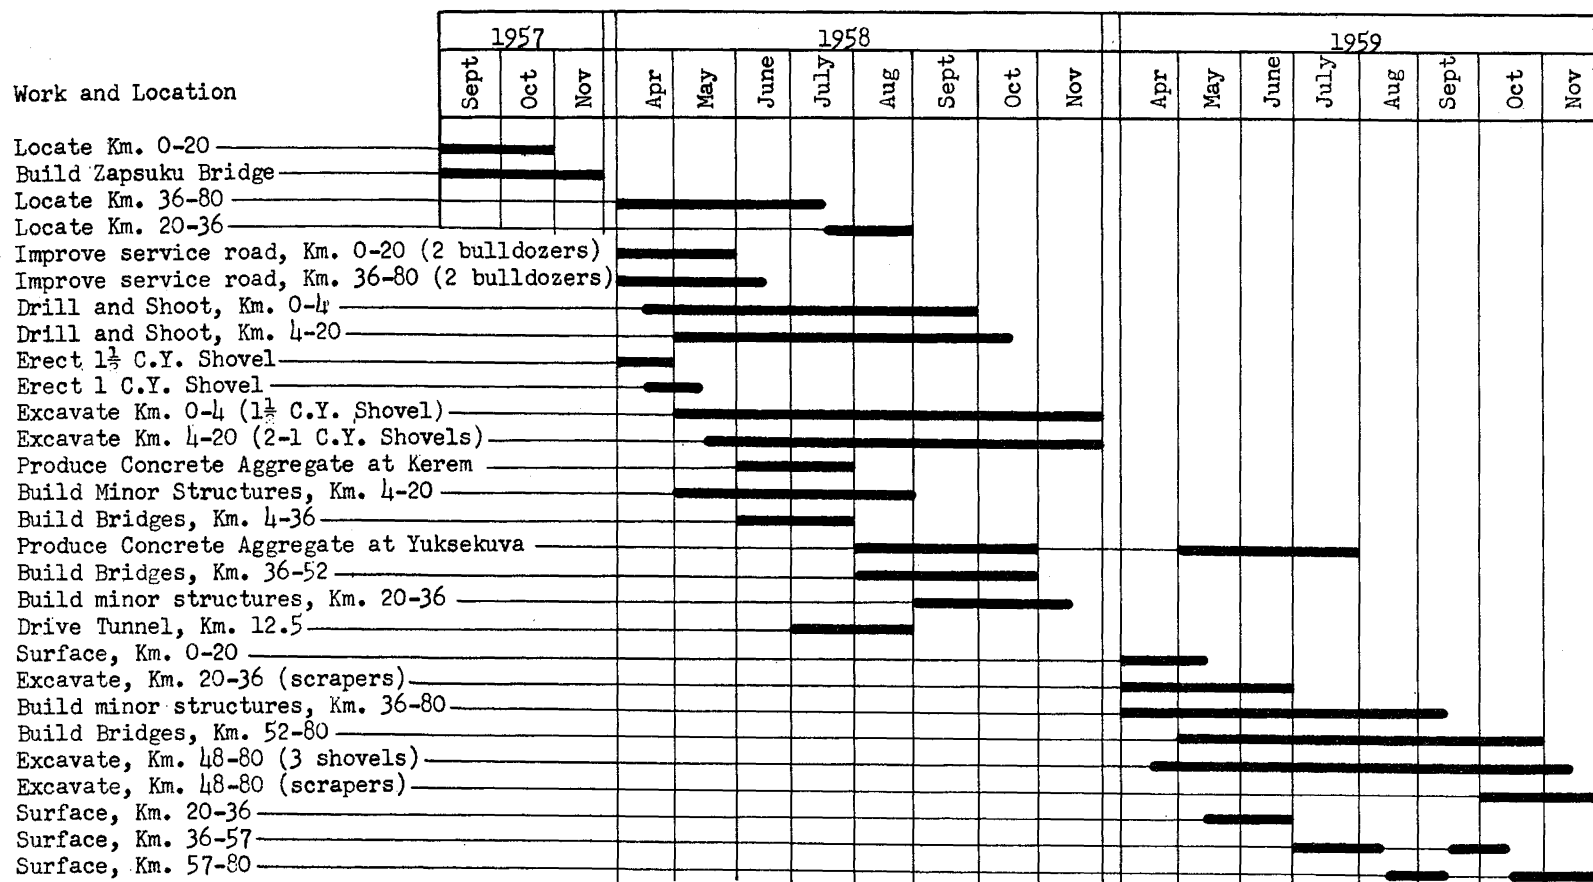 1957 1958 1959
Work and Location Sept Oct Nov Apr May June July Aug Sept Oct Nov Apr May June July Aug Sept Oct Nov
Locate Km. 0-20
Build Zapsuku Bridge
Locate Km. 36-80
Locate Km. 20-36
Improve service road, Km. 0-20 (2 bulldozers)
Improve service road, Km. 36-80 (2 bulldozers)
Drill and Shoot, Km. 0-4
Drill and Shoot, Km. 4-20
Erect 1½ C.Y. Shovel
Erect 1 C.Y. Shovel
Excavate Km. 0-4 (1½ C.Y. Shovel)
Excavate Km. 4-20 (2-1 C.Y. Shovels)
Produce Concrete Aggregate at Kerem
Build Minor Structures, Km. 4-20
Build Bridges, Km. 4-36
Produce Concrete Aggregate at Yuksekuva
Build Bridges, Km. 36-52
Build minor structures, Km. 20-36
Drive Tunnel, Km. 12.5
Surface, Km. 0-20
Excavate, Km. 20-36 (scrapers)
Build minor structures, Km. 36-80
Build Bridges, Km. 52-80
Excavate, Km. 48-80 (3 shovels)
Excavate, Km. 48-80 (scrapers)
Surface, Km. 20-36
Surface, Km. 36-57
Surface, Km. 57-80